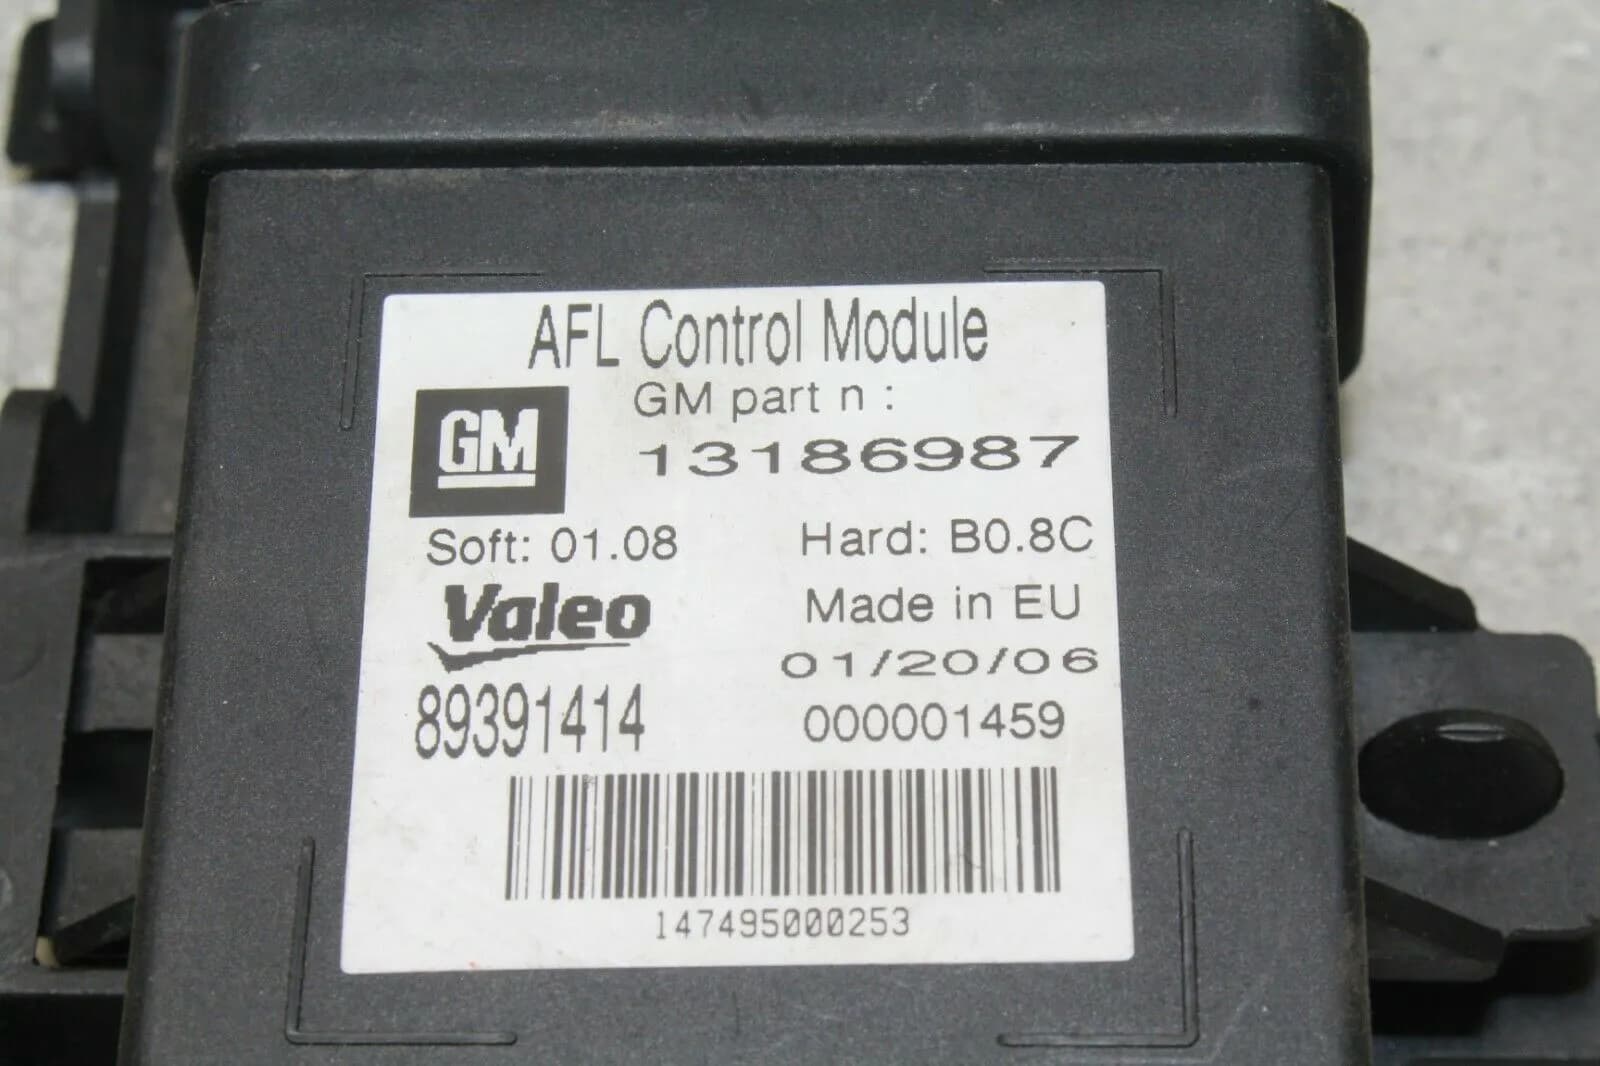 AFL Control Module
GM
GM part n :
13186987
Soft: 01.08 Hard: B0.8C
Valeo
Made in EU
01/20/06
89391414 000001459
147495000253